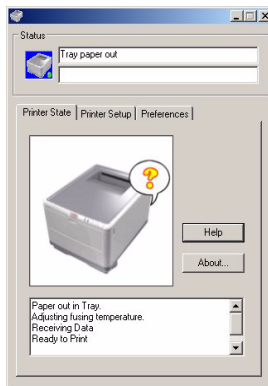 Status
Tray paper out
Printer State
Printer Setup
Preferences
Help
About...
Paper out in Tray.
Adjusting fusing temperature.
Receiving Data
Ready to Print